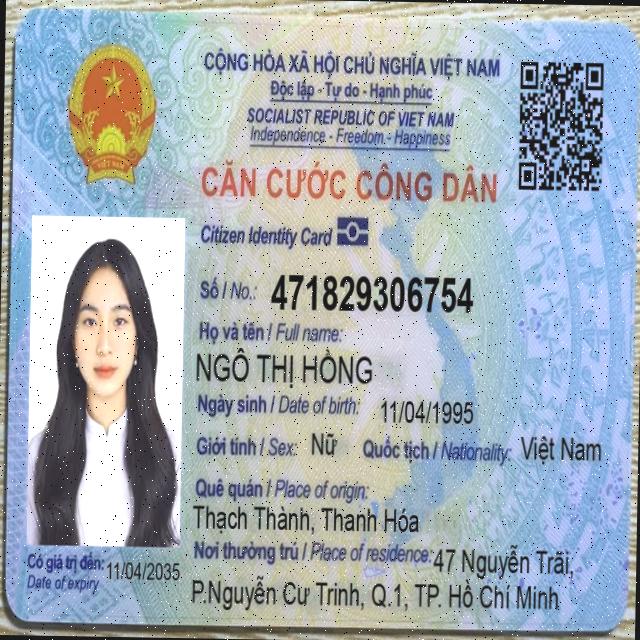 CỘNG HÒA XÃ HỘI CHỦ NGHĨA VIỆT NAM
Độc lập - Tự do - Hạnh phúc
SOCIALIST REPUBLIC OF VIET NAM
Independence - Freedom - Happiness
CĂN CƯỚC CÔNG DÂN
Citizen Identity Card
Số / No.: 471829306754
Họ và tên / Full name:
NGÔ THỊ HỒNG
Ngày sinh / Date of birth: 11/04/1995
Giới tính / Sex: Nữ Quốc tịch / Nationality: Việt Nam
Quê quán / Place of origin:
Thạch Thành, Thanh Hóa
Nơi thường trú / Place of residence: 47 Nguyễn Trãi,
P.Nguyễn Cư Trinh, Q.1, TP. Hồ Chí Minh
Có giá trị đến: 11/04/2035
Date of expiry
VIỆT NAM